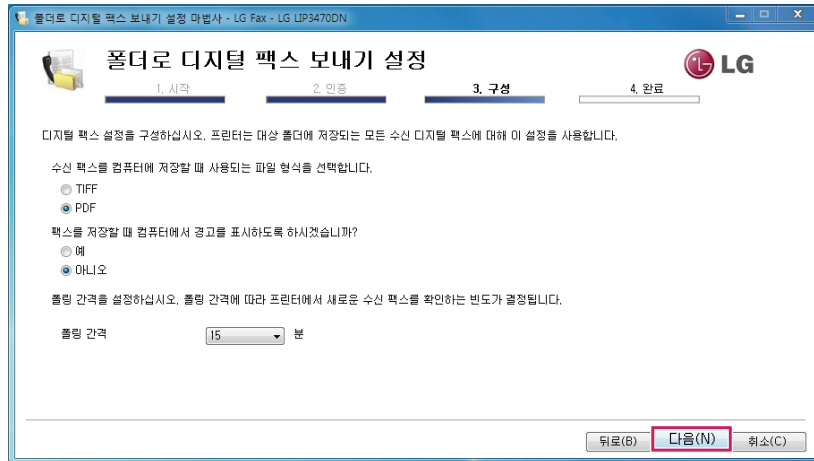 폴더로 디지털 팩스 보내기 설정 마법사 - LG Fax - LG LIP3470DN
폴더로 디지털 팩스 보내기 설정
LG
1. 시작
2. 인증
3. 구성
4. 완료
디지털 팩스 설정을 구성하십시오. 프린터는 대상 폴더에 저장되는 모든 수신 디지털 팩스에 대해 이 설정을 사용합니다.
수신 팩스를 컴퓨터에 저장할 때 사용되는 파일 형식을 선택합니다.
TIFF
PDF
팩스를 저장할 때 컴퓨터에서 경고를 표시하도록 하시겠습니까?
예
아니오
폴링 간격을 설정하십시오. 폴링 간격에 따라 프린터에서 새로운 수신 팩스를 확인하는 빈도가 결정됩니다.
폴링 간격 15 분
뒤로(B) 다음(N) 취소(C)